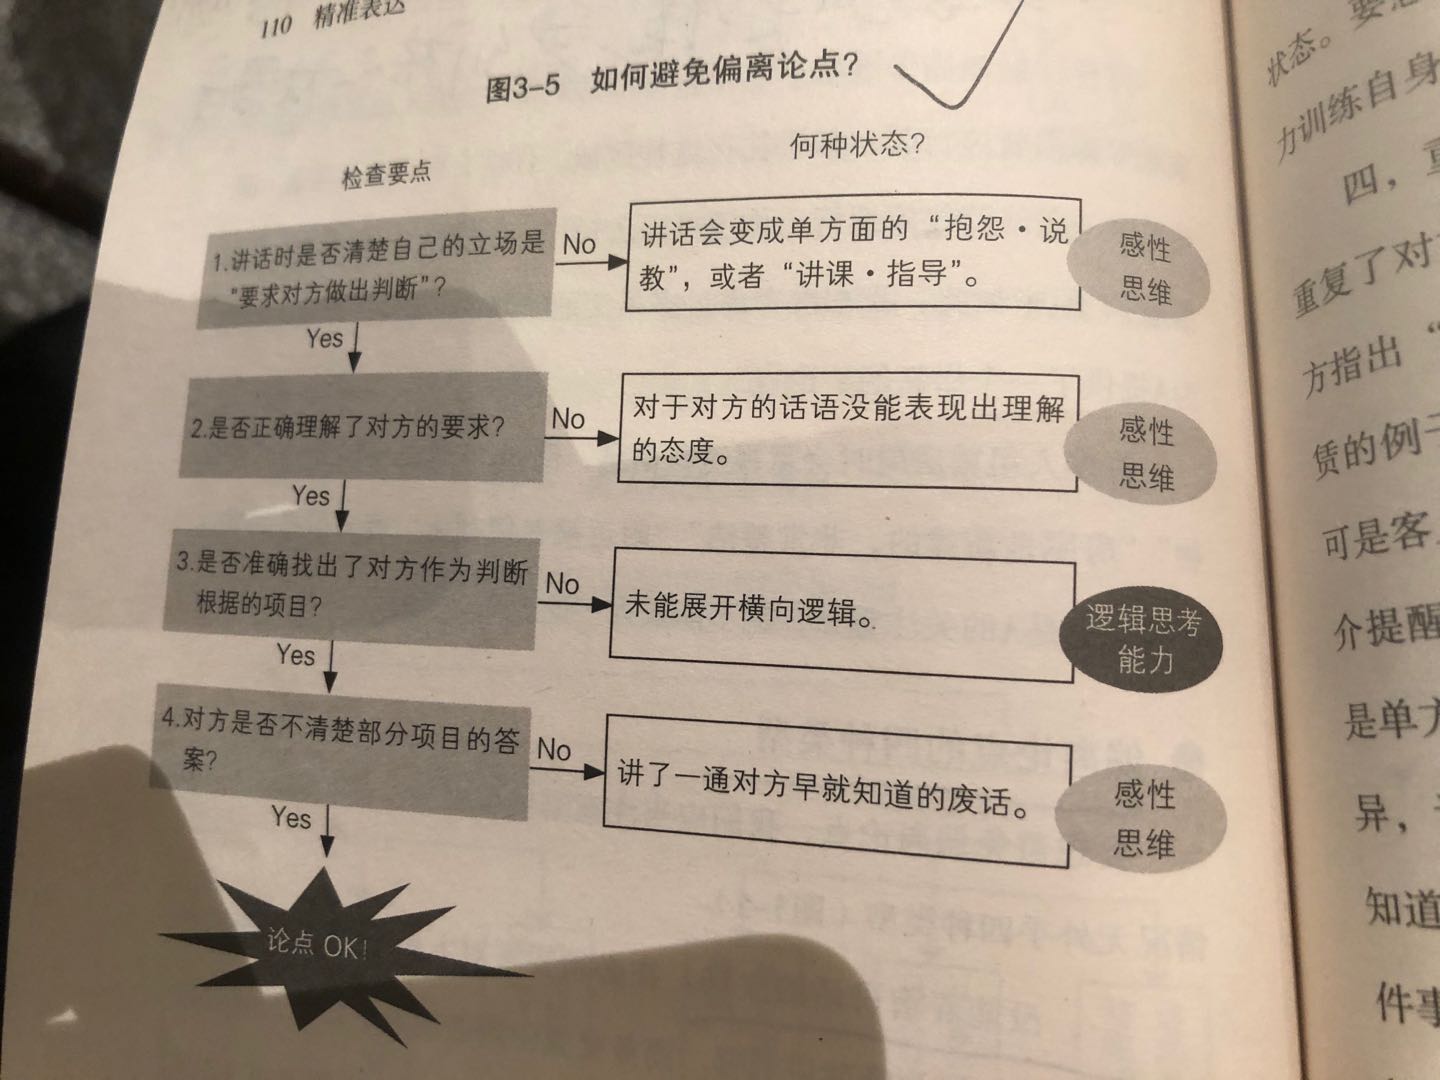 110 精准表达
图3-5 如何避免偏离论点?
检查要点
何种状态?
1.讲话时是否清楚自己的立场是
“要求对方做出判断”?
No
讲话会变成单方面的“抱怨·说
教”,或者“讲课·指导”。
感性
思维
Yes
2.是否正确理解了对方的要求?
No
对于对方的话语没能表现出理解
的态度。
感性
思维
Yes
3.是否准确找出了对方作为判断
根据的项目?
No
未能展开横向逻辑。
逻辑思考
能力
Yes
4.对方是否不清楚部分项目的答
案?
No
讲了一通对方早就知道的废话。
感性
思维
Yes
论点 OK!
状态。要
力训练自身
四,重
重复了对
方指出“
赁的例
可是客
介提醒
是单方
异,
知道
件事